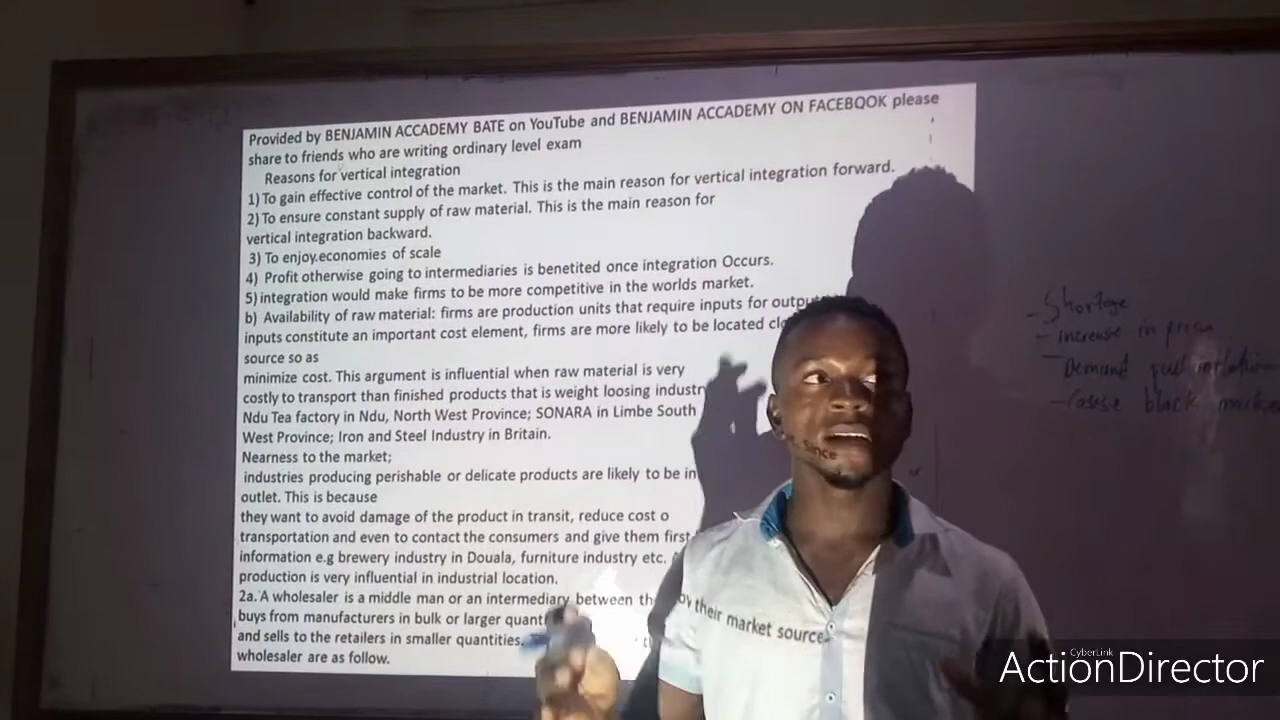 Provided by BENJAMIN ACCADEMY BATE on YouTube and BENJAMIN ACCADEMY ON FACEBOOK please
share to friends who are writing ordinary level exam
Reasons for vertical integration
1) To gain effective control of the market. This is the main reason for vertical integration forward.
2) To ensure constant supply of raw material. This is the main reason for
vertical integration backward.
3) To enjoy.economies of scale
4) Profit otherwise going to intermediaries is benetited once integration Occurs.
5) integration would make firms to be more competitive in the worlds market.
b) Availability of raw material: firms are production units that require inputs for outpu
inputs constitute an important cost element, firms are more likely to be located clo
source so as
minimize cost. This argument is influential when raw material is very
costly to transport than finished products that is weight loosing industr
Ndu Tea factory in Ndu, North West Province; SONARA in Limbe South
West Province; Iron and Steel Industry in Britain.
Nearness to the market;
industries producing perishable or delicate products are likely to be in
outlet. This is because
they want to avoid damage of the product in transit, reduce cost o
transportation and even to contact the consumers and give them first
information e.g brewery industry in Douala, furniture industry etc.
production is very influential in industrial location.
2a. A wholesaler is a middle man or an intermediary between th
buys from manufacturers in bulk or larger quant
and sells to the retailers in smaller quantities.
wholesaler are as follow.
Since
by their market source
- Shortage
- increase in
- Demand pull inflation
- black
CyberLink
ActionDirector